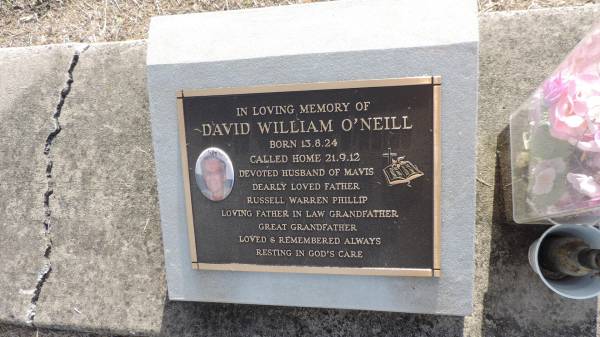 IN LOVING MEMORY OF
DAVID WILLIAM O'NEILL
BORN 13.8.24
CALLED HOME 21.9.12
DEVOTED HUSBAND OF MAVIS
DEARLY LOVED FATHER
RUSSELL WARREN PHILLIP
LOVING FATHER IN LAW GRANDFATHER
GREAT GRANDFATHER
LOVED & REMEMBERED ALWAYS
RESTING IN GOD'S CARE